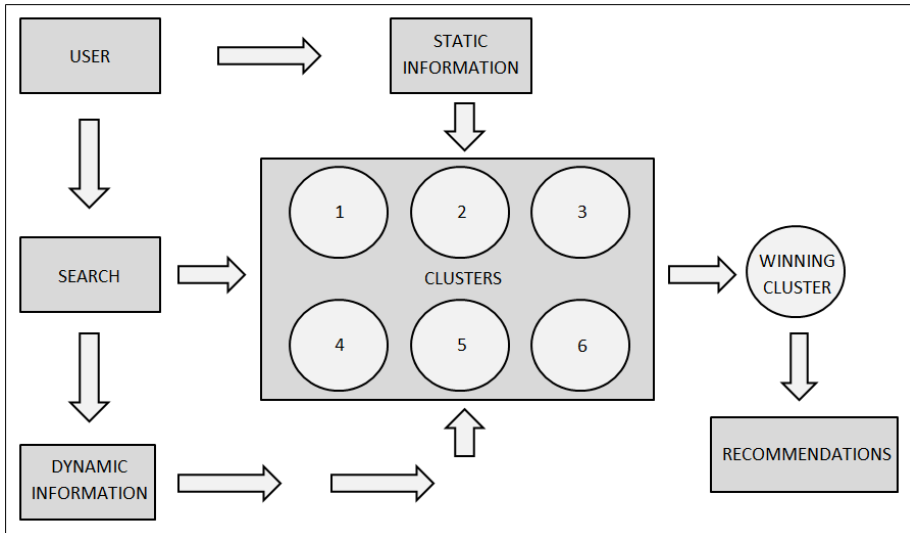 USER
STATIC
INFORMATION
1
2
3
SEARCH
CLUSTERS
WINNING
CLUSTER
4
5
6
DYNAMIC
INFORMATION
RECOMMENDATIONS